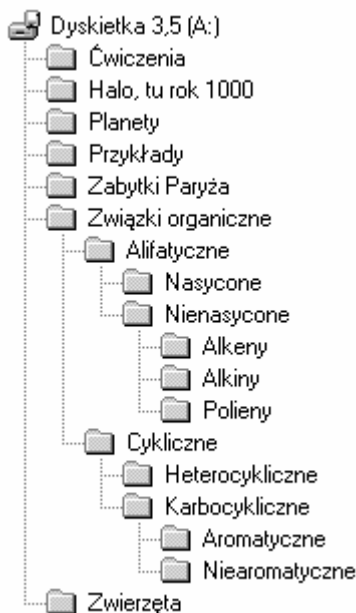 Dyskietka 3,5 (A:)
Ćwiczenia
Halo, tu rok 1000
Planety
Przykłady
Zabytki Paryża
Związki organiczne
Alifatyczne
Nasycone
Nienasycone
Alkeny
Alkiny
Polieny
Cykliczne
Heterocykliczne
Karbocykliczne
Aromatyczne
Niearomatyczne
Zwierzęta